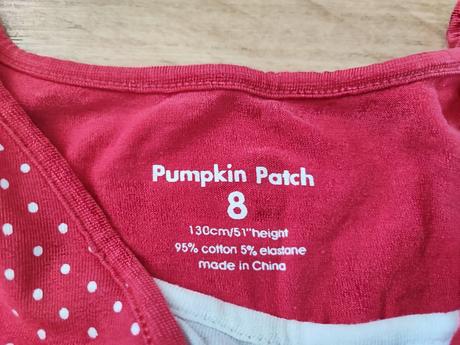 Pumpkin Patch
8
130cm/51"height
95% cotton 5% elastane
made in China